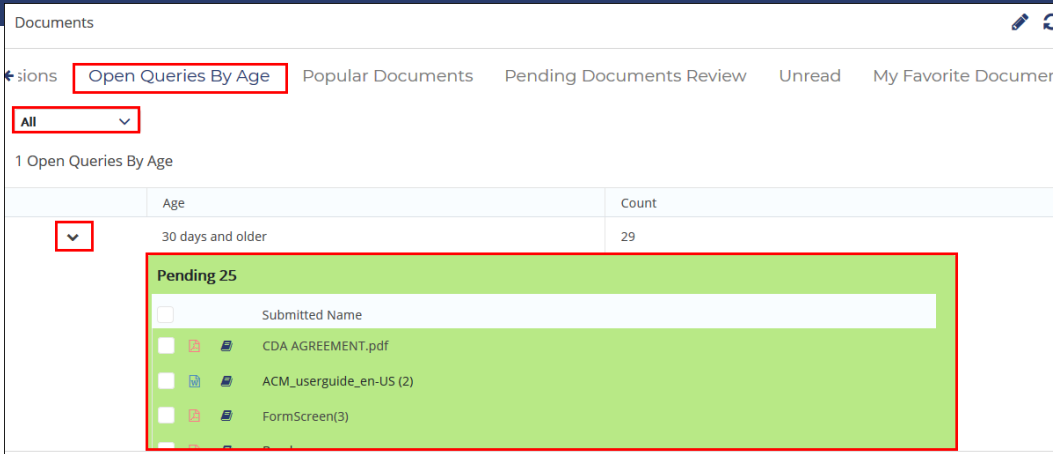 Documents
sions Open Queries By Age Popular Documents Pending Documents Review Unread My Favorite Documen
All
1 Open Queries By Age
Age Count
30 days and older 29
Pending 25
Submitted Name
CDA AGREEMENT.pdf
ACM_userguide_en-US (2)
FormScreen(3)